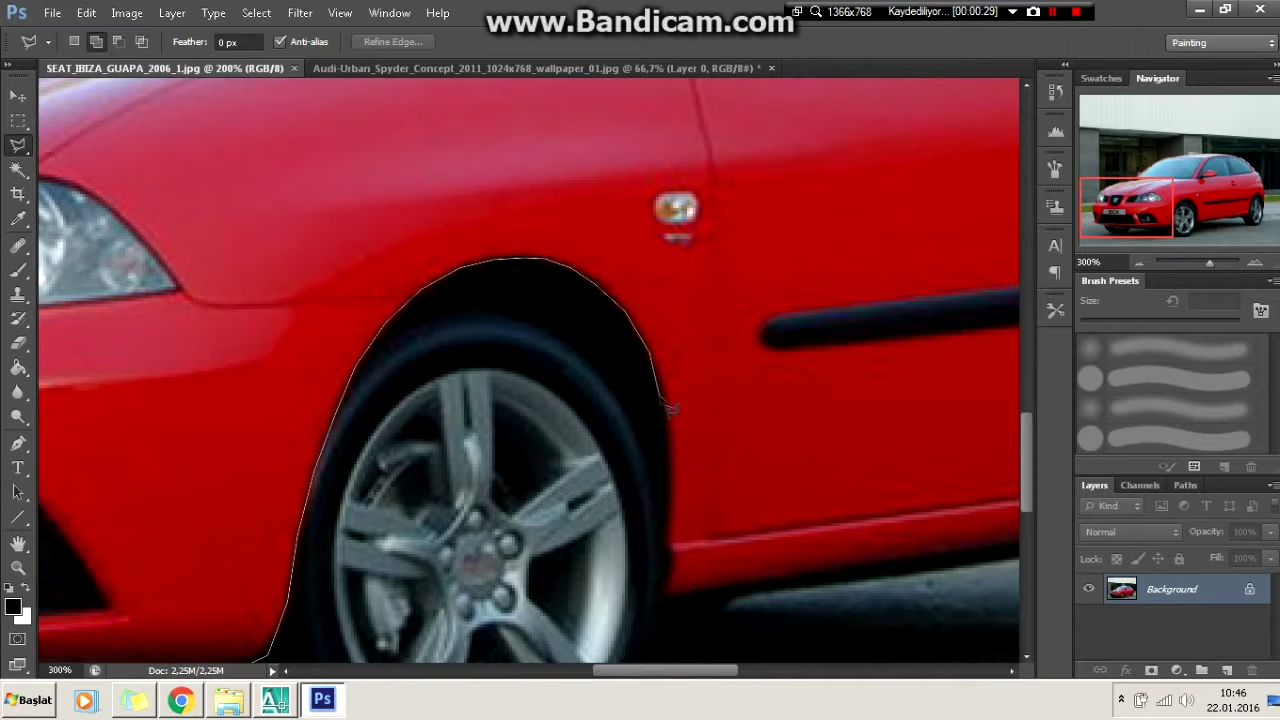 Ps File Edit Image Layer Type Select Filter View Window Help
www.Bandicam.com
1366x768 Kaydediliyor... [00:00:29]
Feather: 0 px Anti-alias Refine Edge... Painting
SEAT_IBIZA_GUAPA_2006_1.jpg @ 200% (RGB/8) × Audi-Urban_Spyder_Concept_2011_1024x768_wallpaper_01.jpg @ 66,7% (Layer 0, RGB/8#) * ×
Swatches Navigator
300%
Brush Presets
Size:
Layers Channels Paths
Kind
Normal Opacity: 100%
Lock: Fill: 100%
Background
300% Doc: 2,25M/2,25M
Başlat
10:46
22.01.2016